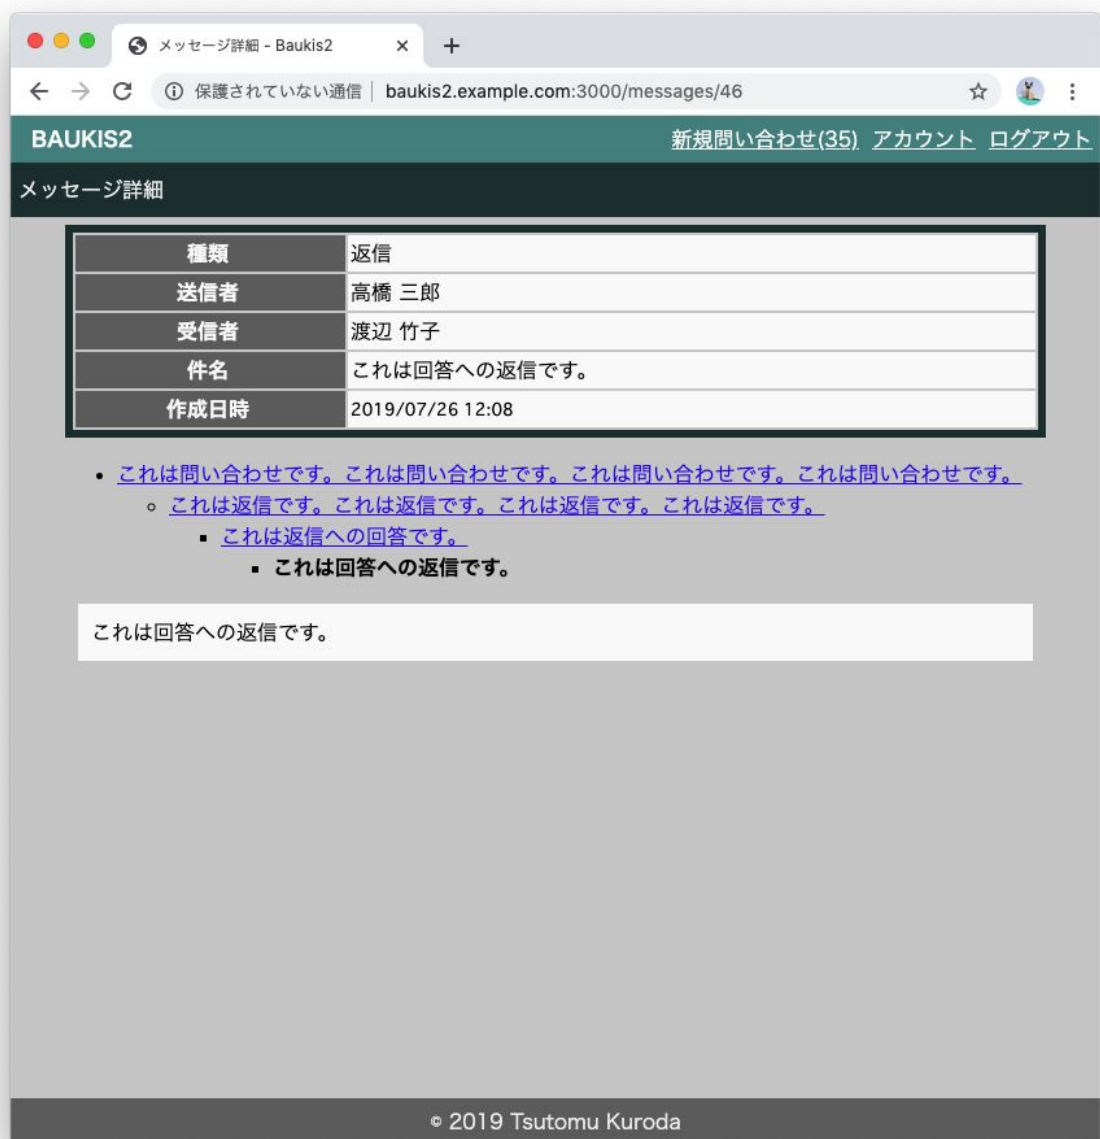 メッセージ詳細 - Baukis2
保護されていない通信 | baukis2.example.com:3000/messages/46
BAUKIS2 新規問い合わせ(35) アカウント ログアウト
メッセージ詳細
種類 返信
送信者 高橋 三郎
受信者 渡辺 竹子
件名 これは回答への返信です。
作成日時 2019/07/26 12:08
これは問い合わせです。これは問い合わせです。これは問い合わせです。これは問い合わせです。
これは返信です。これは返信です。これは返信です。これは返信です。
これは返信への回答です。
これは回答への返信です。
これは回答への返信です。
© 2019 Tsutomu Kuroda